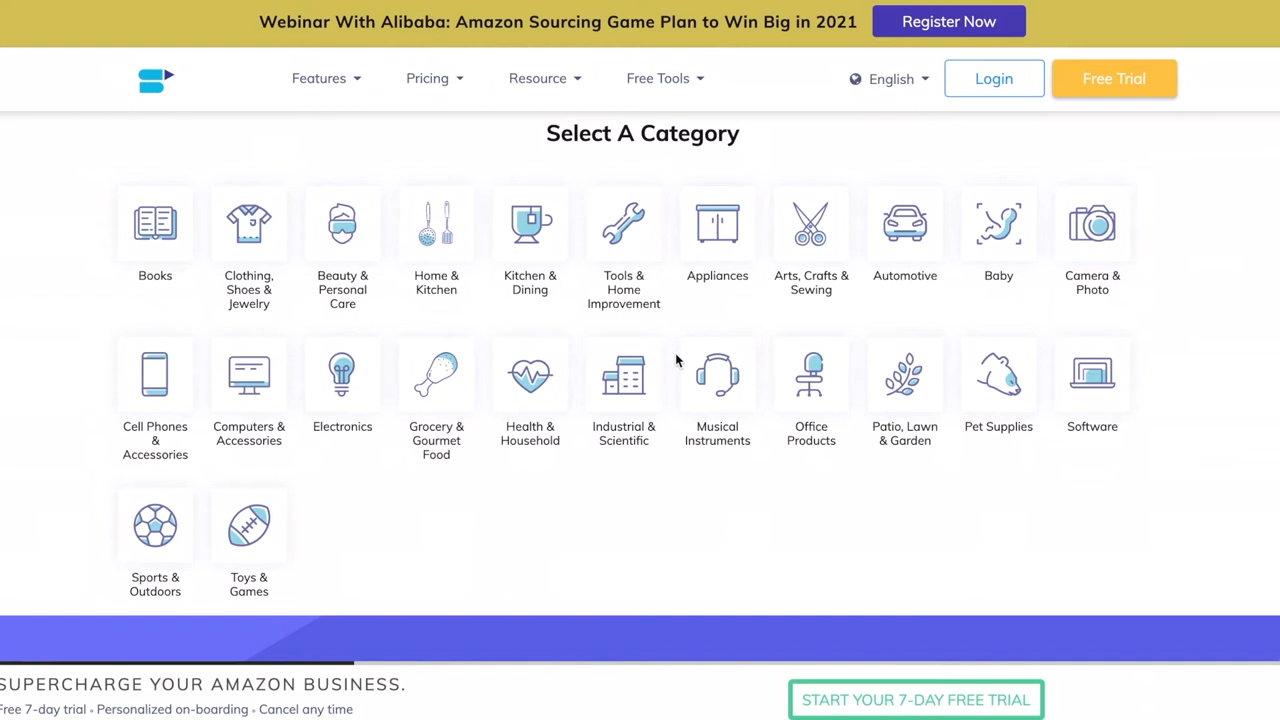 Webinar With Alibaba: Amazon Sourcing Game Plan to Win Big in 2021
Register Now
Features
Pricing
Resource
Free Tools
English
Login
Free Trial
Select A Category
Books
Clothing,
Shoes &
Jewelry
Beauty &
Personal
Care
Home &
Kitchen
Kitchen &
Dining
Tools &
Home
Improvement
Appliances
Arts, Crafts &
Sewing
Automotive
Baby
Camera &
Photo
Cell Phones
&
Accessories
Computers &
Accessories
Electronics
Grocery &
Gourmet
Food
Health &
Household
Industrial &
Scientific
Musical
Instruments
Office
Products
Patio, Lawn
& Garden
Pet Supplies
Software
Sports &
Outdoors
Toys &
Games
SUPERCHARGE YOUR AMAZON BUSINESS.
Free 7-day trial • Personalized on-boarding • Cancel any time
START YOUR 7-DAY FREE TRIAL